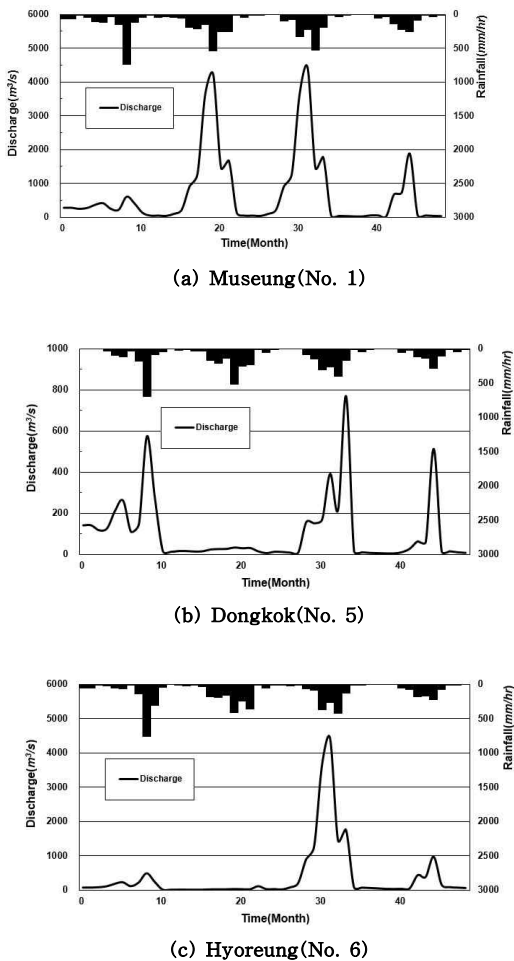 6000
5000
4000
3000
2000
1000
0
Discharge(m³/s)
0
500
1000
1500
2000
2500
3000
Rainfall(mm/hr)
Discharge
0 10 20 30 40
Time(Month)
(a) Museung(No. 1)
1000
800
600
400
200
0
Discharge(m³/s)
0
500
1000
1500
2000
2500
3000
Rainfall(mm/hr)
Discharge
0 10 20 30 40
Time(Month)
(b) Dongkok(No. 5)
6000
5000
4000
3000
2000
1000
0
Discharge(m³/s)
0
500
1000
1500
2000
2500
3000
Rainfall(mm/hr)
Discharge
0 10 20 30 40
Time(Month)
(c) Hyoreung(No. 6)